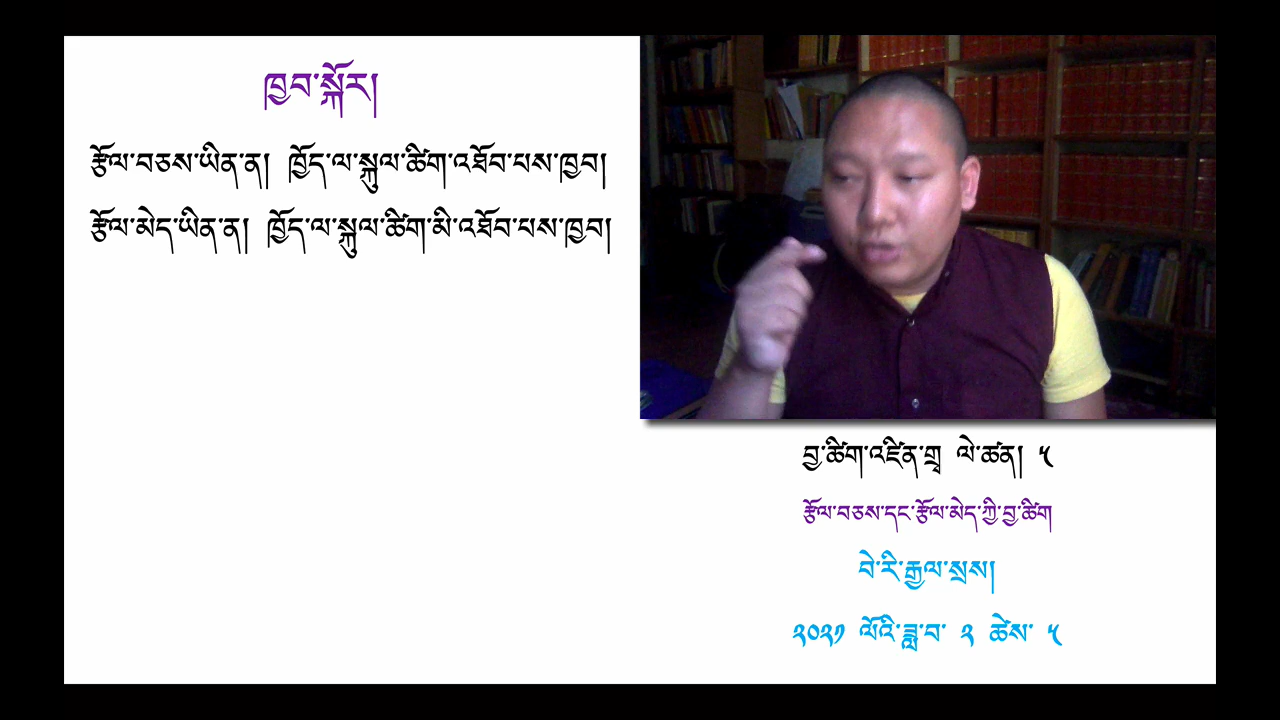 ཁྱབ་སྐོར།
རྩོལ་བཅས་ཡིན་ན། ཁྱོད་ལ་སྐུལ་ཚིག་འཐོབ་པས་ཁྱབ།
རྩོལ་མེད་ཡིན་ན། ཁྱོད་ལ་སྐུལ་ཚིག་མི་འཐོབ་པས་ཁྱབ།
བྱ་ཚིག་འཛིན་གྲྭ ལེ་ཚན། ༥
རྩོལ་བཅས་དང་རྩོལ་མེད་ཀྱི་བྱ་ཚིག
བེ་རི་རྒྱལ་སྲས།
༢༠༢༡ ལོའི་ཟླ་བ་ ༢ ཚེས་ ༥